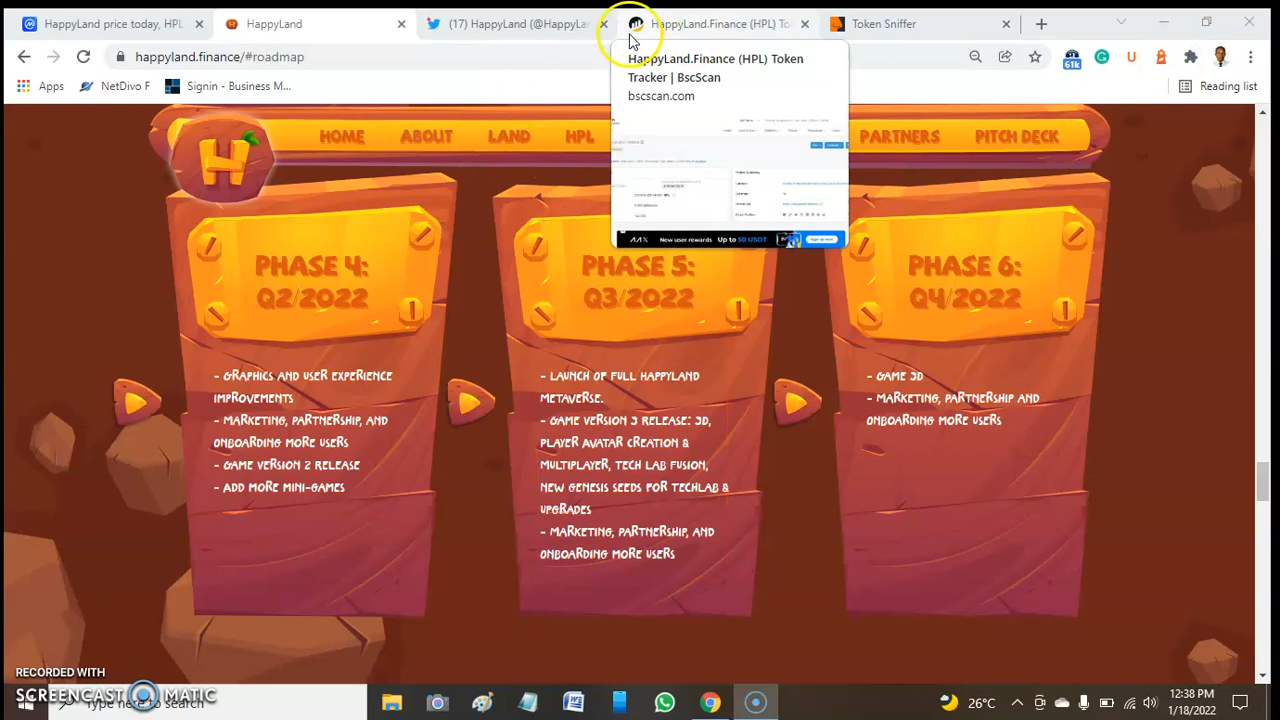 HappyLand price today, HPL
HappyLand
(17) HappyLand (@HappyLan
HappyLand.Finance (HPL) To
Token Sniffer
happyland.finance/#roadmap
61k
Apps
NetDivo F
Signin - Business M...
Reading list
HappyLand.Finance (HPL) Token
Tracker | BscScan
bscscan.com
New user rewards Up to 50 USDT
Sign up now
HOME
ABOUT
LAND
HPL
PARTNERS
PITCH DECK
PHASE 4:
Q2/2022
- GRAPHICS AND USER EXPERIENCE
IMPROVEMENTS
- MARKETING, PARTNERSHIP, AND
ONBOARDING MORE USERS
- GAME VERSION 2 RELEASE
- ADD MORE MINI-GAMES
PHASE 5:
Q3/2022
- LAUNCH OF FULL HAPPYLAND
METAVERSE.
- GAME VERSION 3 RELEASE: 3D,
PLAYER AVATAR CREATION &
MULTIPLAYER, TECH LAB FUSION,
NEW GENESIS SEEDS FOR TECHLAB &
UPGRADES
- MARKETING, PARTNERSHIP, AND
ONBOARDING MORE USERS
PHASE 6:
Q4/2022
- GAME 3D
- MARKETING, PARTNERSHIP AND
ONBOARDING MORE USERS
RECORDED WITH
SCREENCAST MATIC
Type here to search
26°C
12:38 PM
1/18/2022